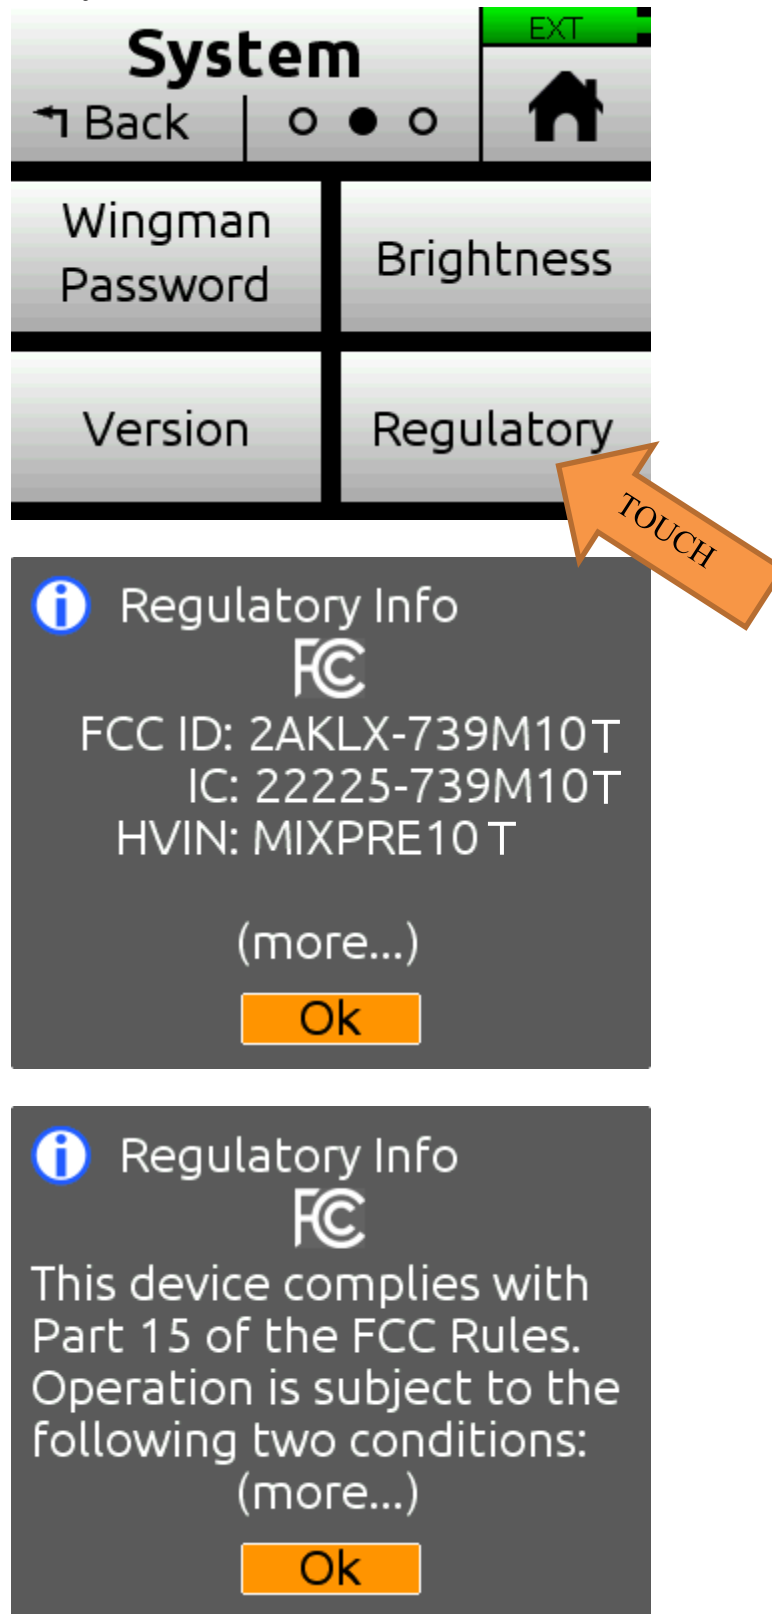 System
EXT
Back
Wingman
Password
Brightness
Version
Regulatory
TOUCH
Regulatory Info
FC
FCC ID: 2AKLX-739M10T
IC: 22225-739M10T
HVIN: MIXPRE10T
(more...)
Ok
Regulatory Info
FC
This device complies with
Part 15 of the FCC Rules.
Operation is subject to the
following two conditions:
(more...)
Ok